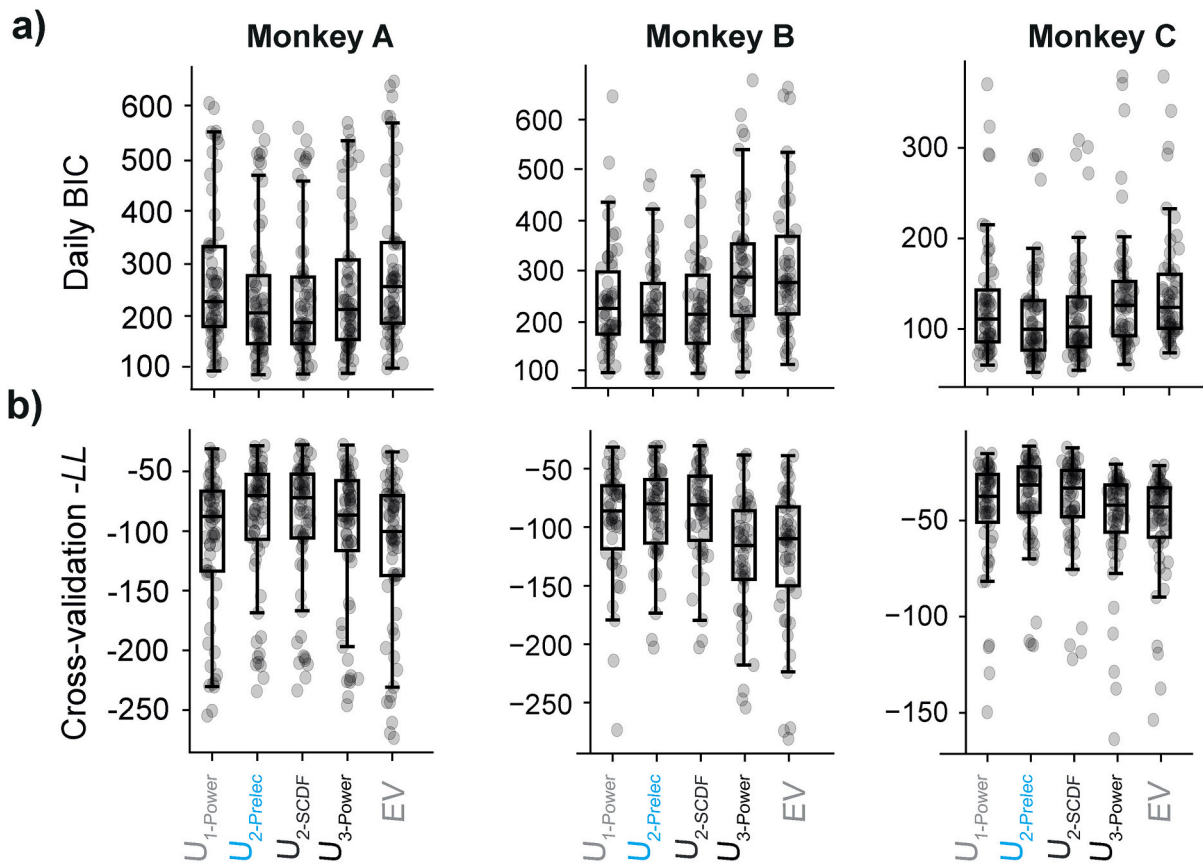 a)
Monkey A
Monkey B
Monkey C
Daily BIC
600
500
400
300
200
100
600
500
400
300
200
100
300
200
100
b)
Cross-validation -LL
-50
-100
-150
-200
-250
−50
−100
−150
−200
−250
−50
−100
−150
U1-Power
U2-Prelec
U2-SCDF
U3-Power
EV
U1-Power
U2-Prelec
U2-SCDF
U3-Power
EV
U1-Power
U2-Prelec
U2-SCDF
U3-Power
EV